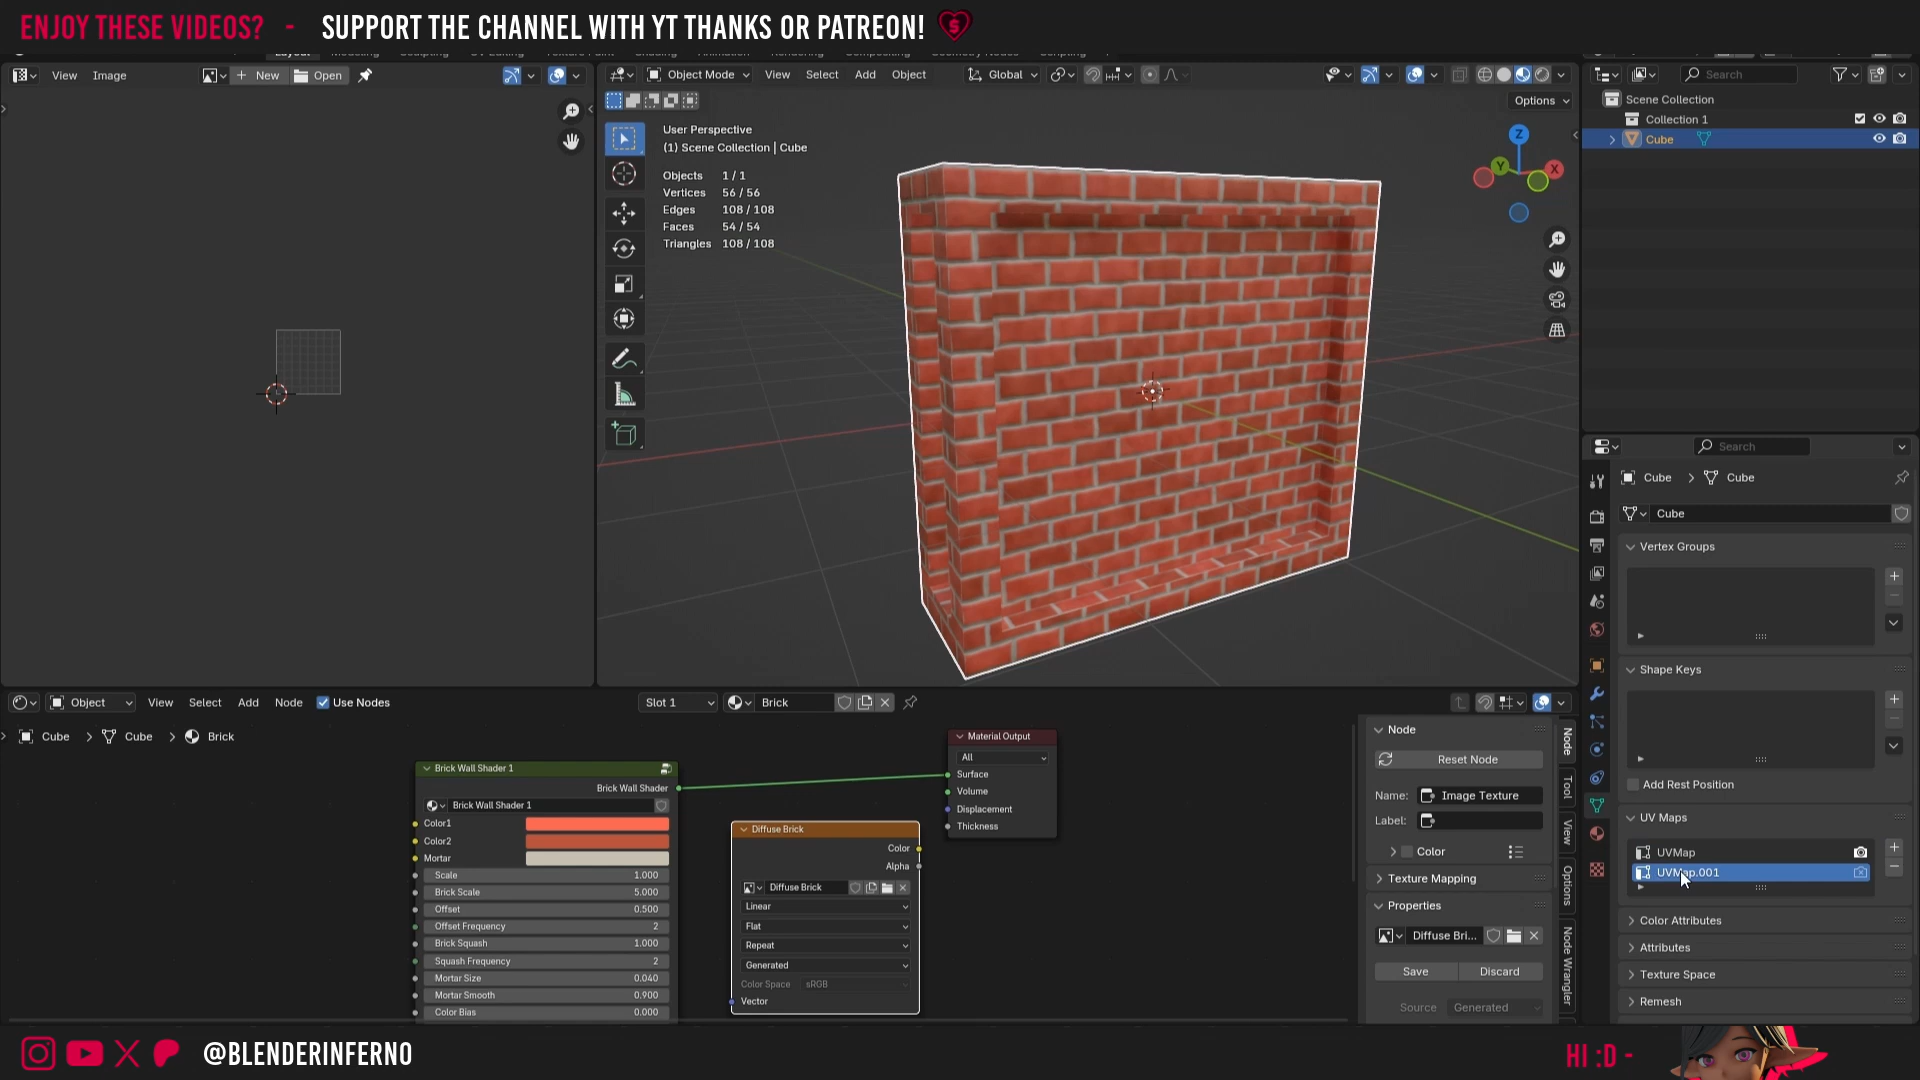 ENJOY THESE VIDEOS? - SUPPORT THE CHANNEL WITH YT THANKS OR PATREON!
View Image New Open
Object Mode View Select Add Object Global
Search
Options
User Perspective
(1) Scene Collection | Cube
Objects 1 / 1
Vertices 56 / 56
Edges 108 / 108
Faces 54 / 54
Triangles 108 / 108
Z
Y
X
Scene Collection
Collection 1
Cube
Search
Cube > Cube
Cube
Vertex Groups
Shape Keys
Add Rest Position
UV Maps
UVMap
UVMap.001
Color Attributes
Attributes
Texture Space
Remesh
Object View Select Add Node Use Nodes Slot 1 Brick
Cube > Cube > Brick
Brick Wall Shader 1
Brick Wall Shader
Brick Wall Shader 1
Color1
Color2
Mortar
Scale 1.000
Brick Scale 5.000
Offset 0.500
Offset Frequency 2
Brick Squash 1.000
Squash Frequency 2
Mortar Size 0.040
Mortar Smooth 0.900
Color Bias 0.000
Diffuse Brick
Color
Alpha
Diffuse Brick
Linear
Flat
Repeat
Generated
Color Space sRGB
Vector
Material Output
All
Surface
Volume
Displacement
Thickness
Node
Reset Node
Name: Image Texture
Label:
Color
Texture Mapping
Properties
Diffuse Bri...
Save Discard
Source Generated
Node
Tool
View
Options
Node Wrangler
@BLENDERINFERNO
HI :D -